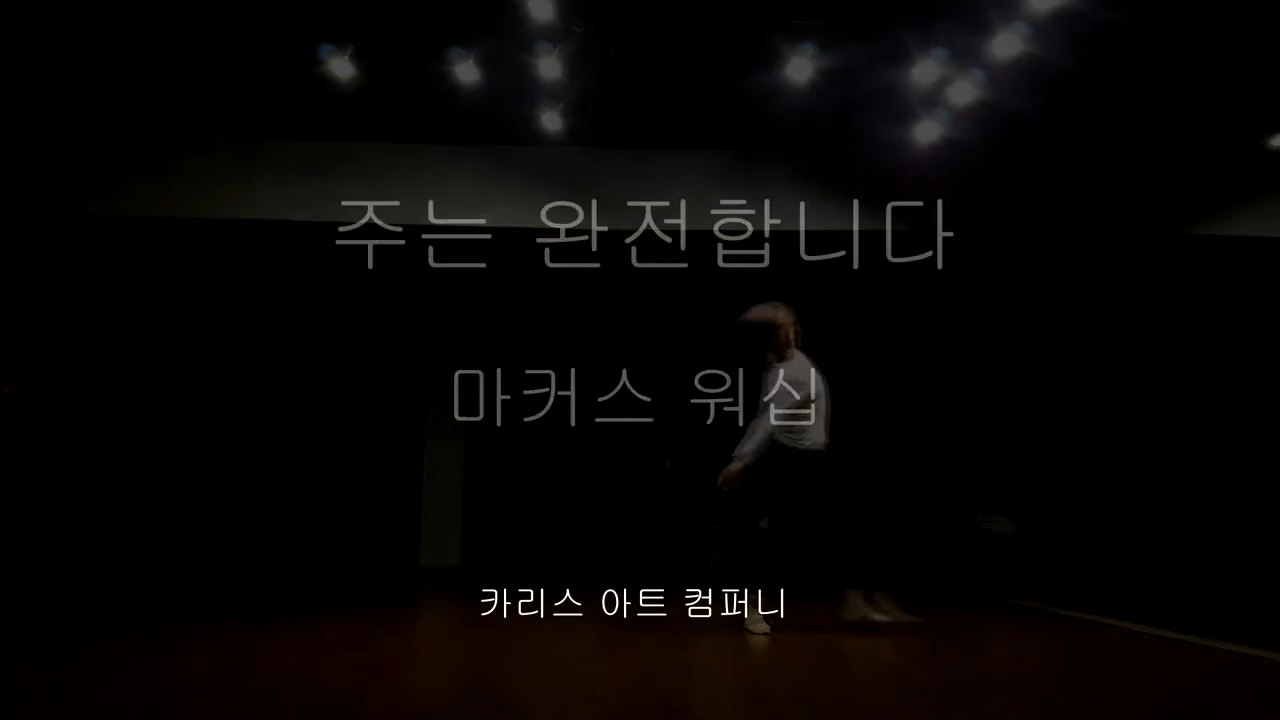 주는 완전합니다
마커스 워십
카리스 아트 컴퍼니